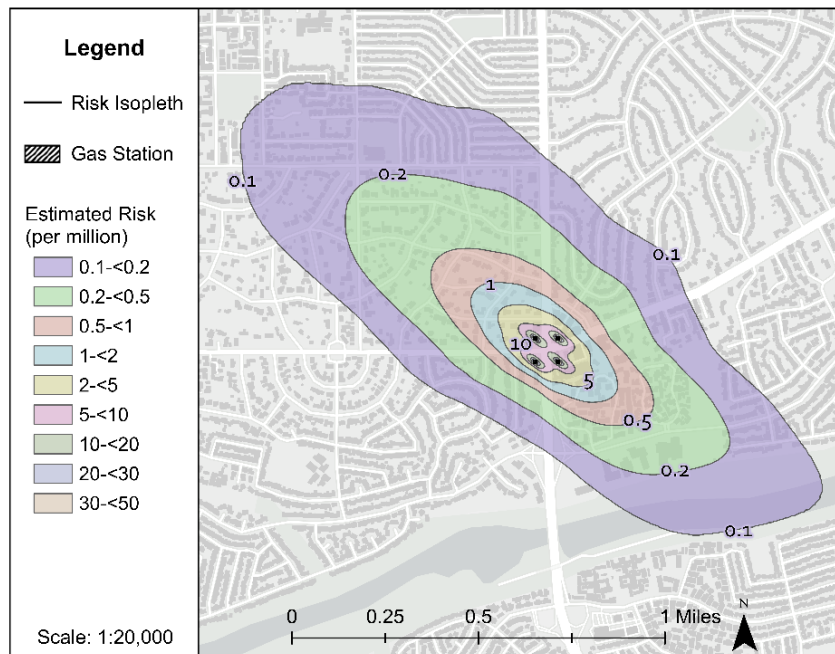 Legend
Risk Isopleth
Gas Station
Estimated Risk
(per million)
0.1-<0.2
0.2-<0.5
0.5-<1
1-<2
2-<5
5-<10
10-<20
20-<30
30-<50
Scale: 1:20,000
0.1
0.2
0.1
1
10
5
0.5
0.2
0.1
N
0 0.25 0.5 1 Miles